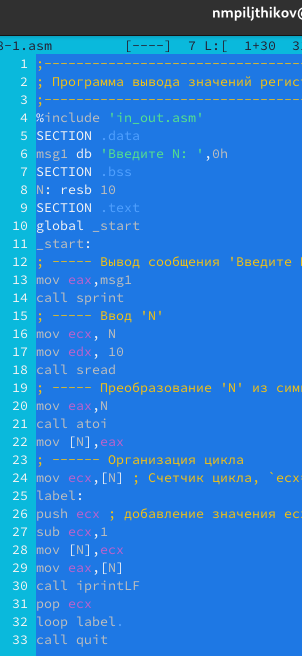 nmpiljthikov@
8-1.asm [----] 7 L:[ 1+30 3
1 ;--------------------------------
2 ; Программа вывода значений регис
3 ;--------------------------------
4 %include 'in_out.asm'
5 SECTION .data
6 msg1 db 'Введите N: ',0h
7 SECTION .bss
8 N: resb 10
9 SECTION .text
10 global _start
11 _start:
12 ; ----- Вывод сообщения 'Введите
13 mov eax,msg1
14 call sprint
15 ; ----- Ввод 'N'
16 mov ecx, N
17 mov edx, 10
18 call sread
19 ; ----- Преобразование 'N' из сим
20 mov eax,N
21 call atoi
22 mov [N],eax
23 ; ------ Организация цикла
24 mov ecx,[N] ; Счетчик цикла, `ecx
25 label:
26 push ecx ; добавление значения ec
27 sub ecx,1
28 mov [N],ecx
29 mov eax,[N]
30 call iprintLF
31 pop ecx
32 loop label.
33 call quit